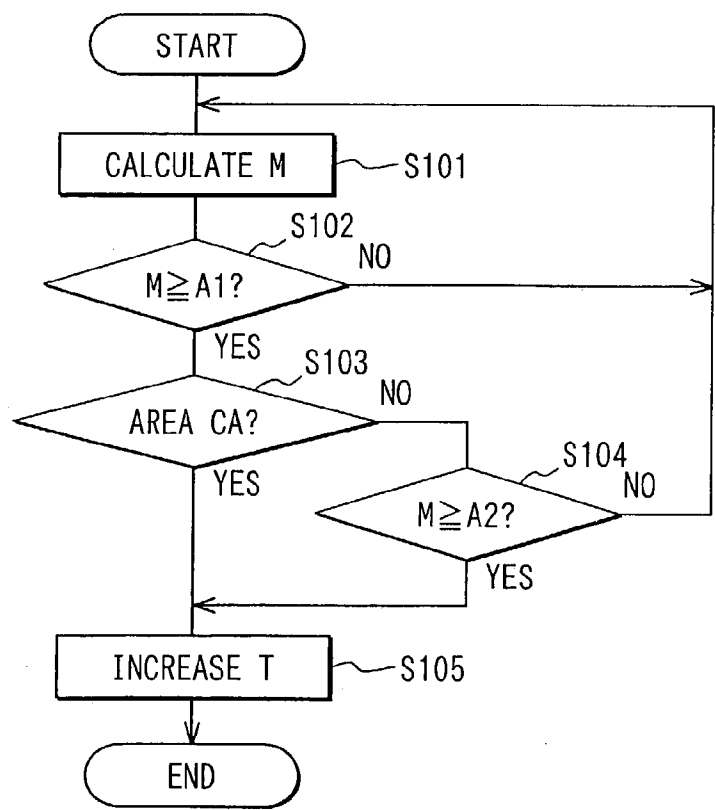 START
CALCULATE M
S101
S102
M≧A1?
NO
YES
S103
AREA CA?
NO
YES
S104
M≧A2?
NO
YES
INCREASE T
S105
END